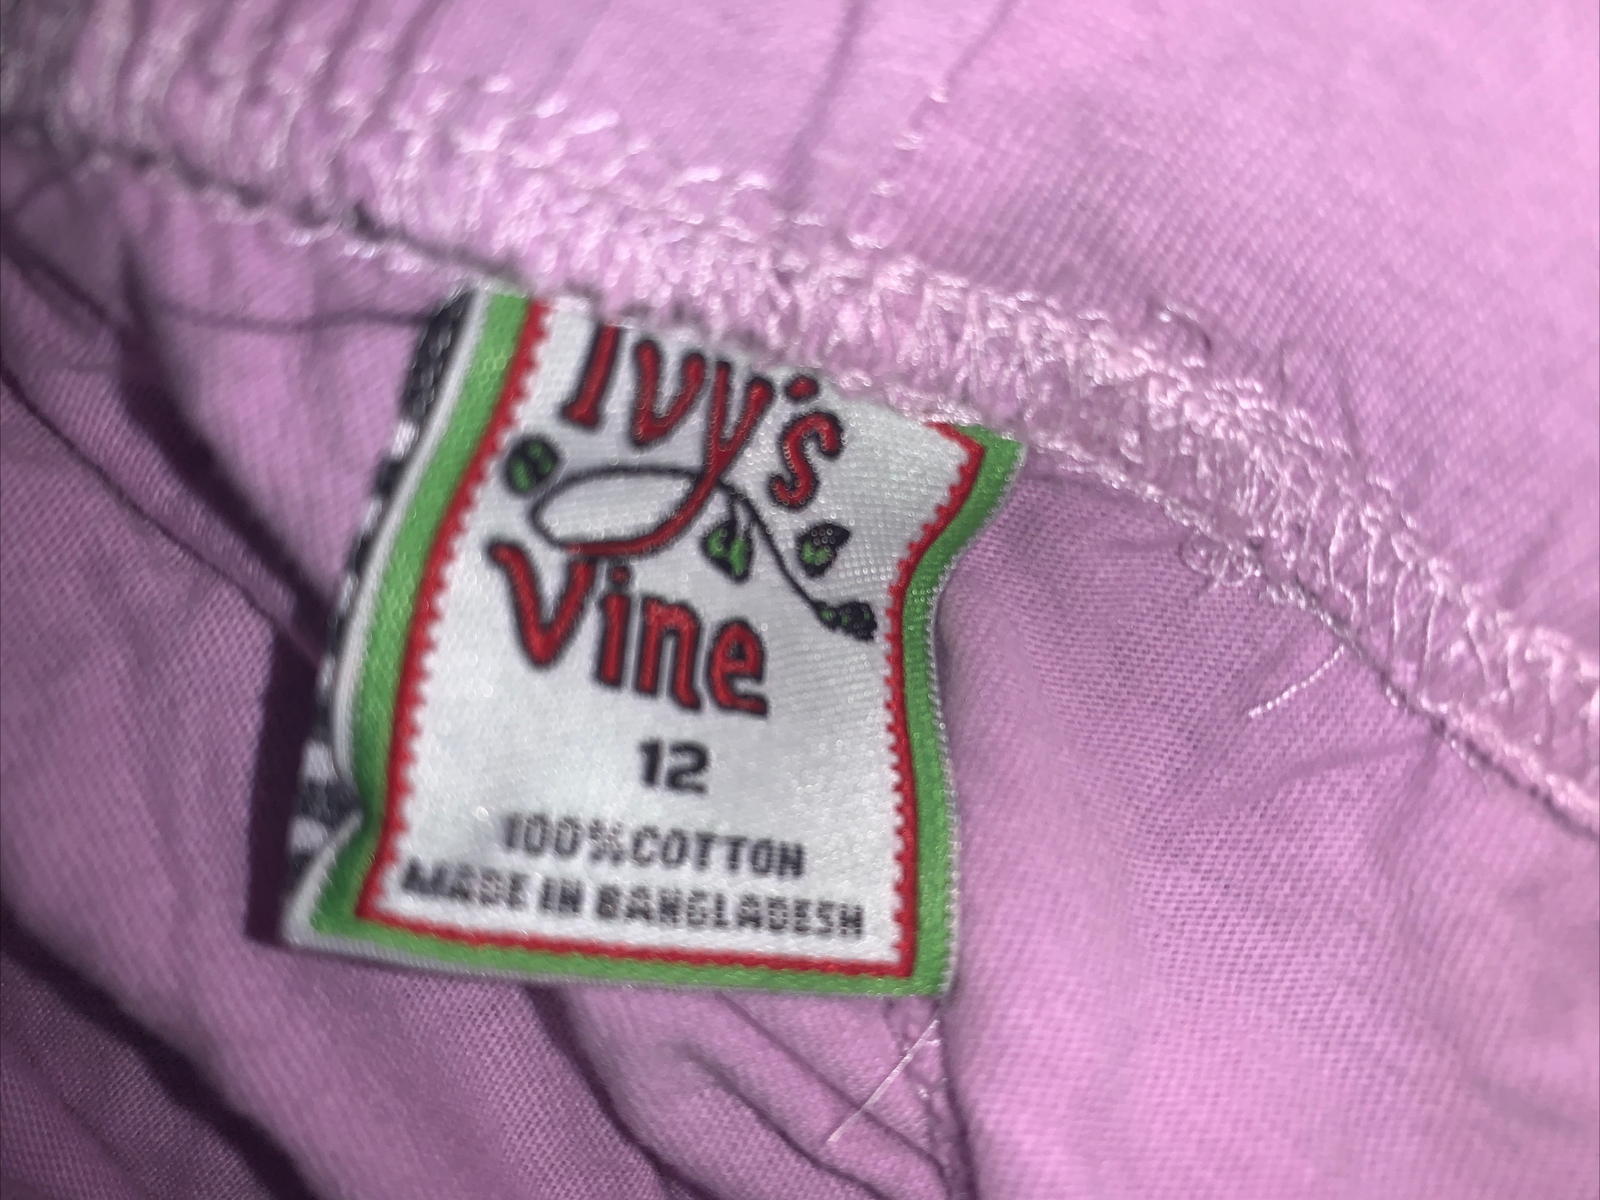 Ivy's
Vine
12
100% COTTON
MADE IN BANGLADESH